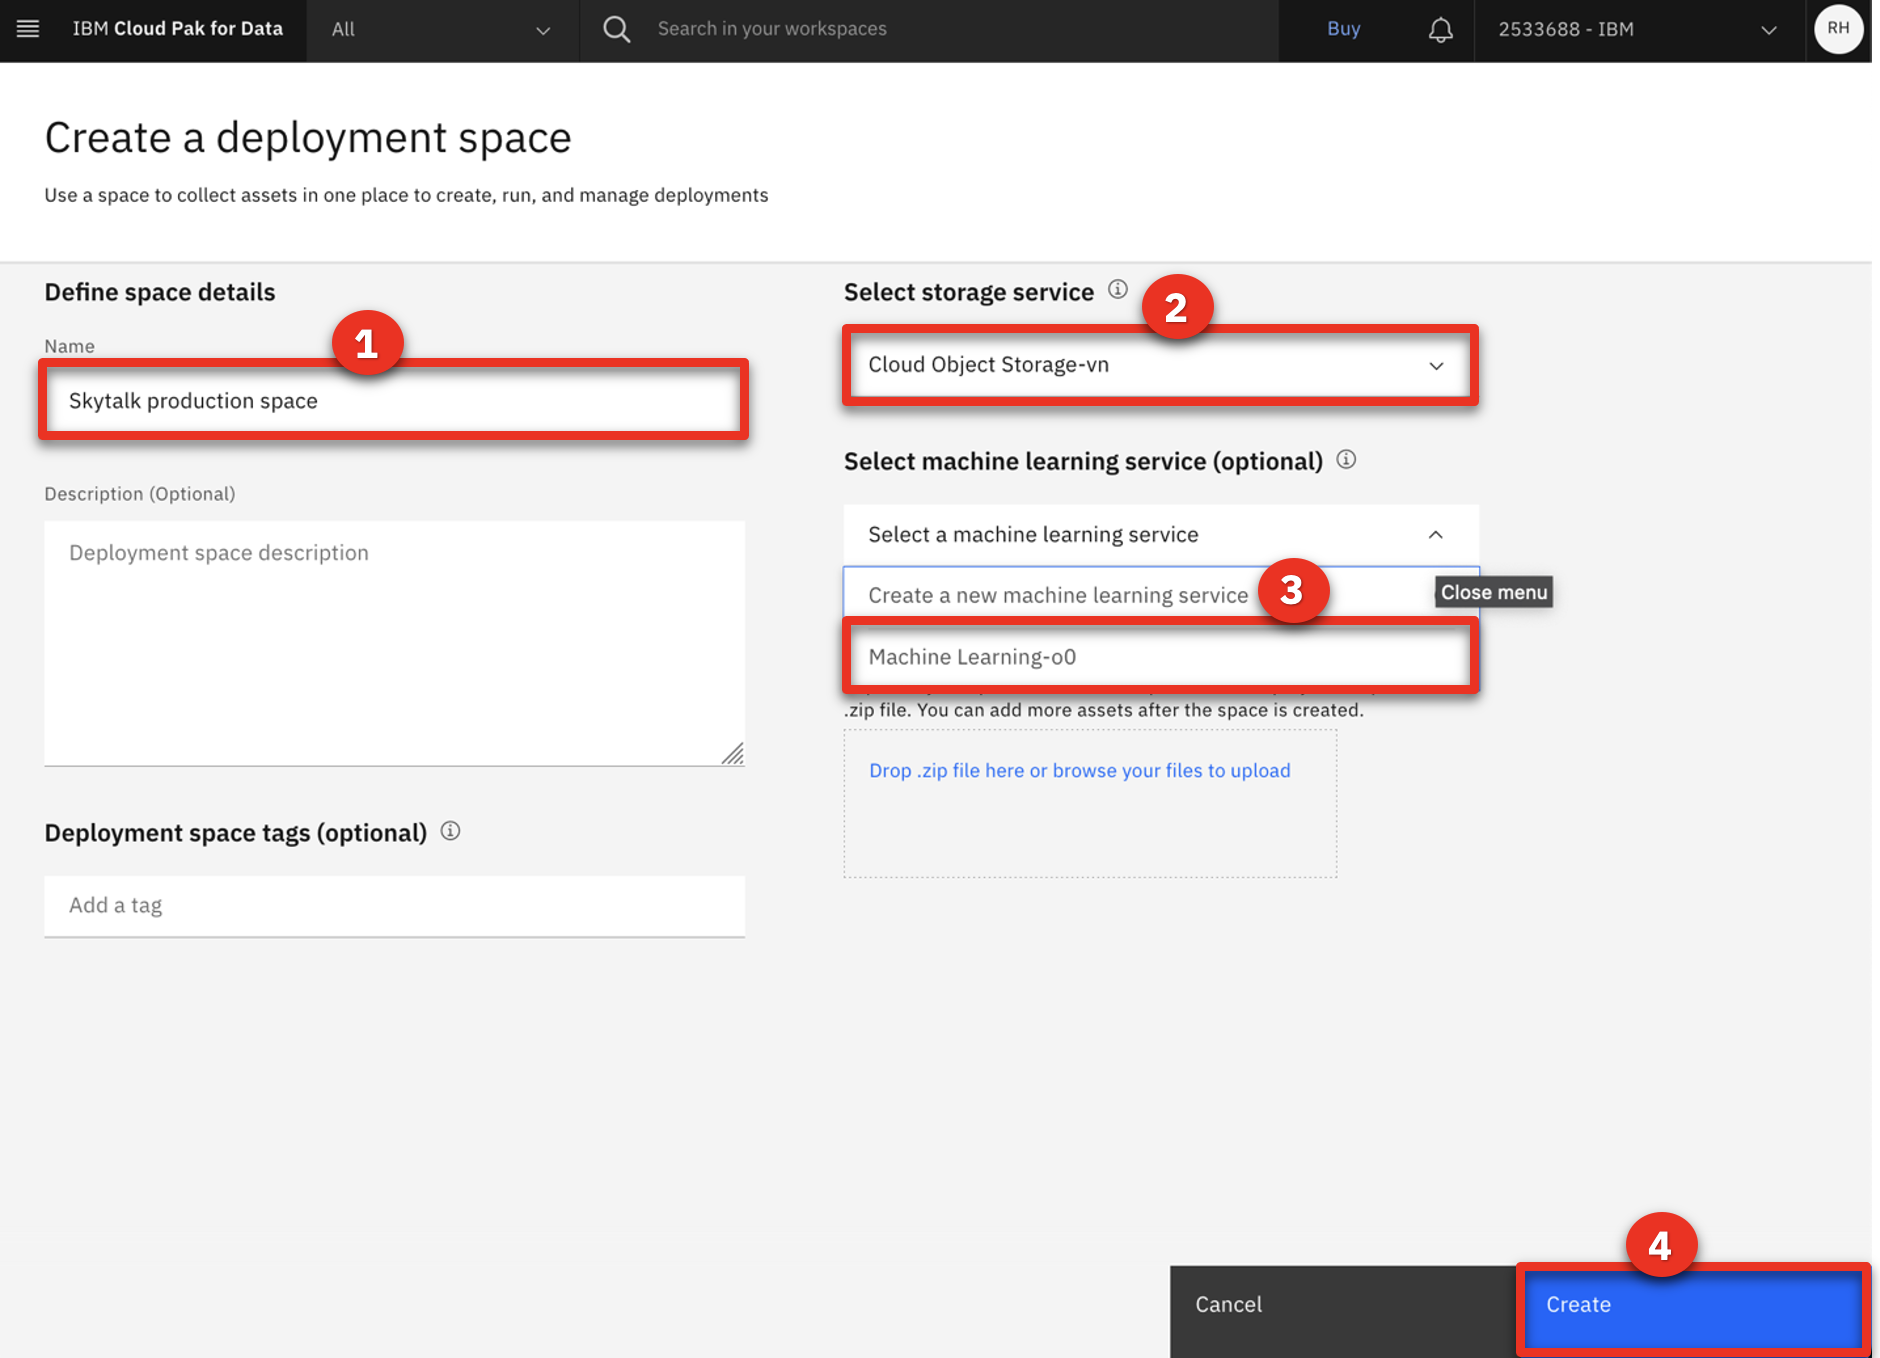 IBM Cloud Pak for Data
All
Search in your workspaces
Buy
2533688 - IBM
RH
Create a deployment space
Use a space to collect assets in one place to create, run, and manage deployments
Define space details
1
Name
Skytalk production space
Description (Optional)
Deployment space description
Deployment space tags (optional)
Add a tag
Select storage service
2
Cloud Object Storage-vn
Select machine learning service (optional)
Select a machine learning service
Create a new machine learning service
3
Close menu
Machine Learning-o0
.zip file. You can add more assets after the space is created.
Drop .zip file here or browse your files to upload
4
Cancel
Create